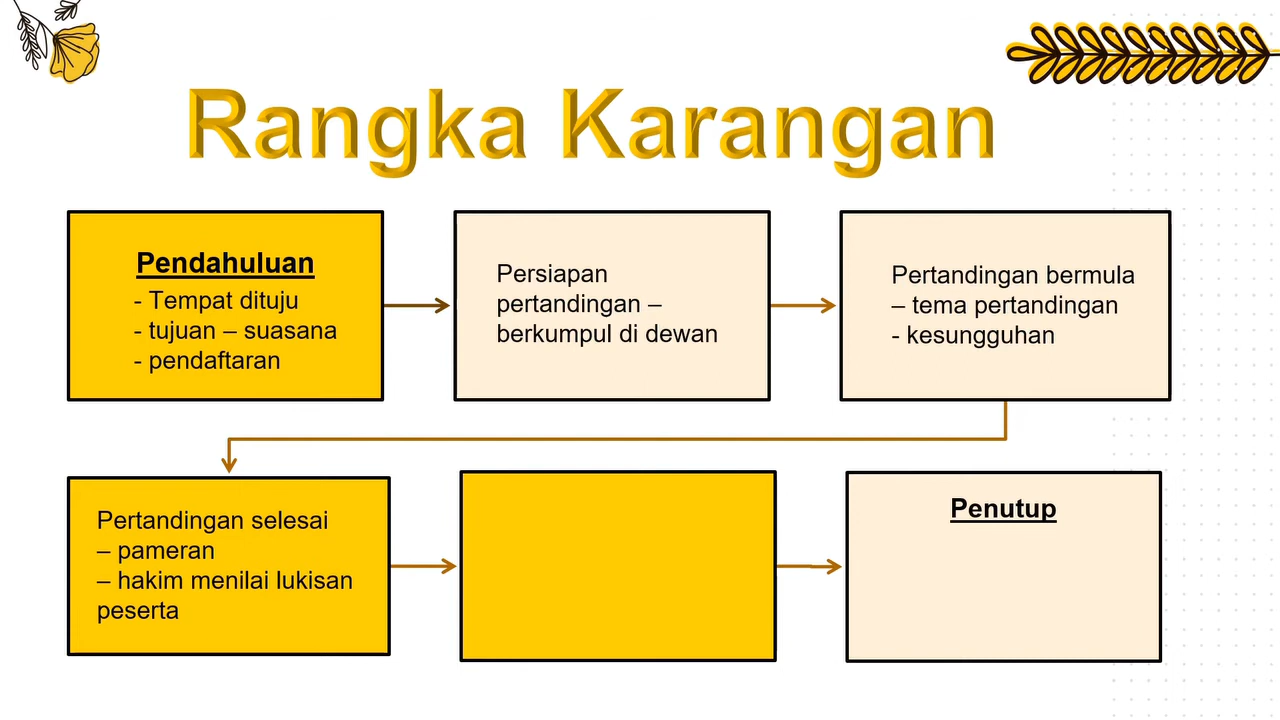 Rangka Karangan
Pendahuluan
- Tempat dituju
- tujuan – suasana
- pendaftaran
Persiapan
pertandingan –
berkumpul di dewan
Pertandingan bermula
– tema pertandingan
- kesungguhan
Pertandingan selesai
– pameran
– hakim menilai lukisan
peserta
Penutup